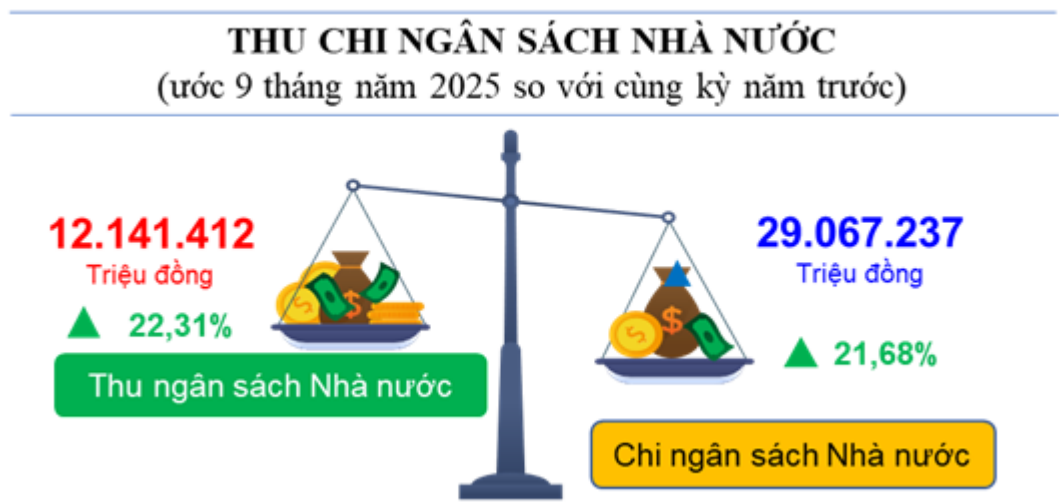 THU CHI NGÂN SÁCH NHÀ NƯỚC
(ước 9 tháng năm 2025 so với cùng kỳ năm trước)
12.141.412
Triệu đồng
▲ 22,31%
Thu ngân sách Nhà nước
29.067.237
Triệu đồng
▲ 21,68%
Chi ngân sách Nhà nước